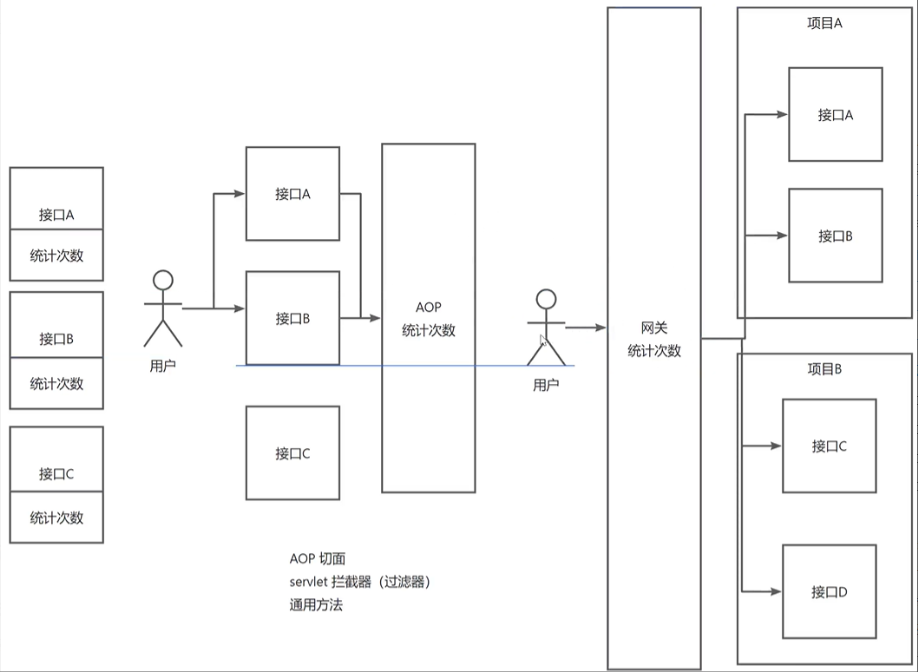 接口A
统计次数
接口B
统计次数
接口C
统计次数
用户
接口A
接口B
接口C
AOP
统计次数
AOP 切面
servlet 拦截器（过滤器）
通用方法
用户
网关
统计次数
项目A
接口A
接口B
项目B
接口C
接口D